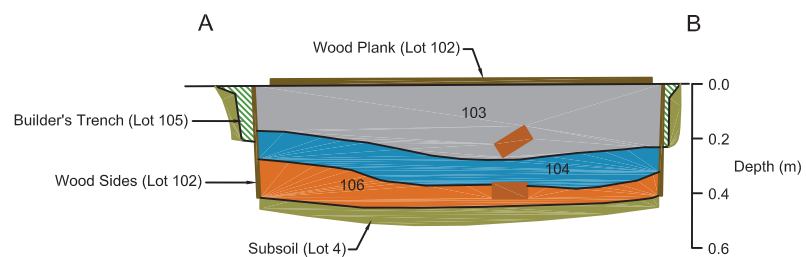 A
B
Wood Plank (Lot 102)
0.0
103
Builder's Trench (Lot 105)
0.2
104
Depth (m)
Wood Sides (Lot 102)
106
0.4
Subsoil (Lot 4)
0.6